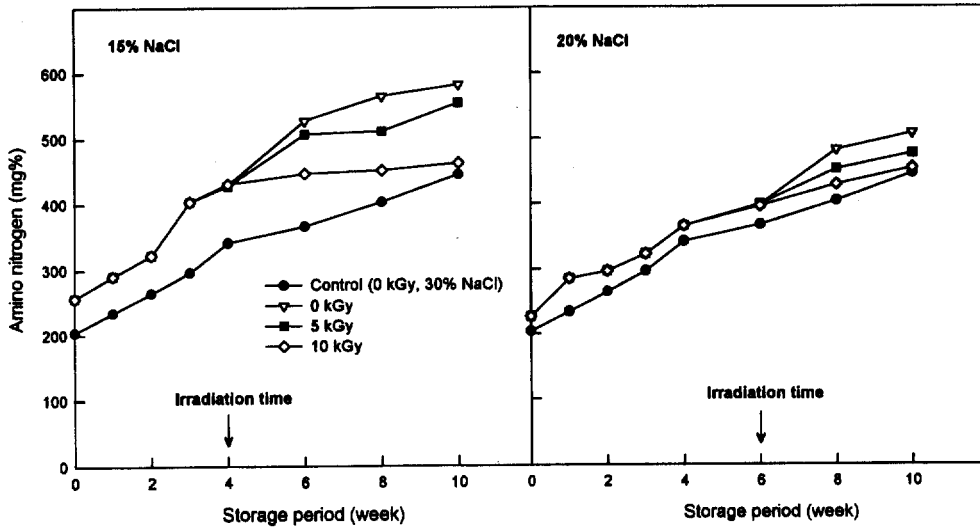 15% NaCl
20% NaCl
Amino nitrogen (mg%)
600
500
400
300
200
100
0
Control (0 kGy, 30% NaCl)
0 kGy
5 kGy
10 kGy
Irradiation time
Irradiation time
0 2 4 6 8 10
0 2 4 6 8 10
Storage period (week)
Storage period (week)